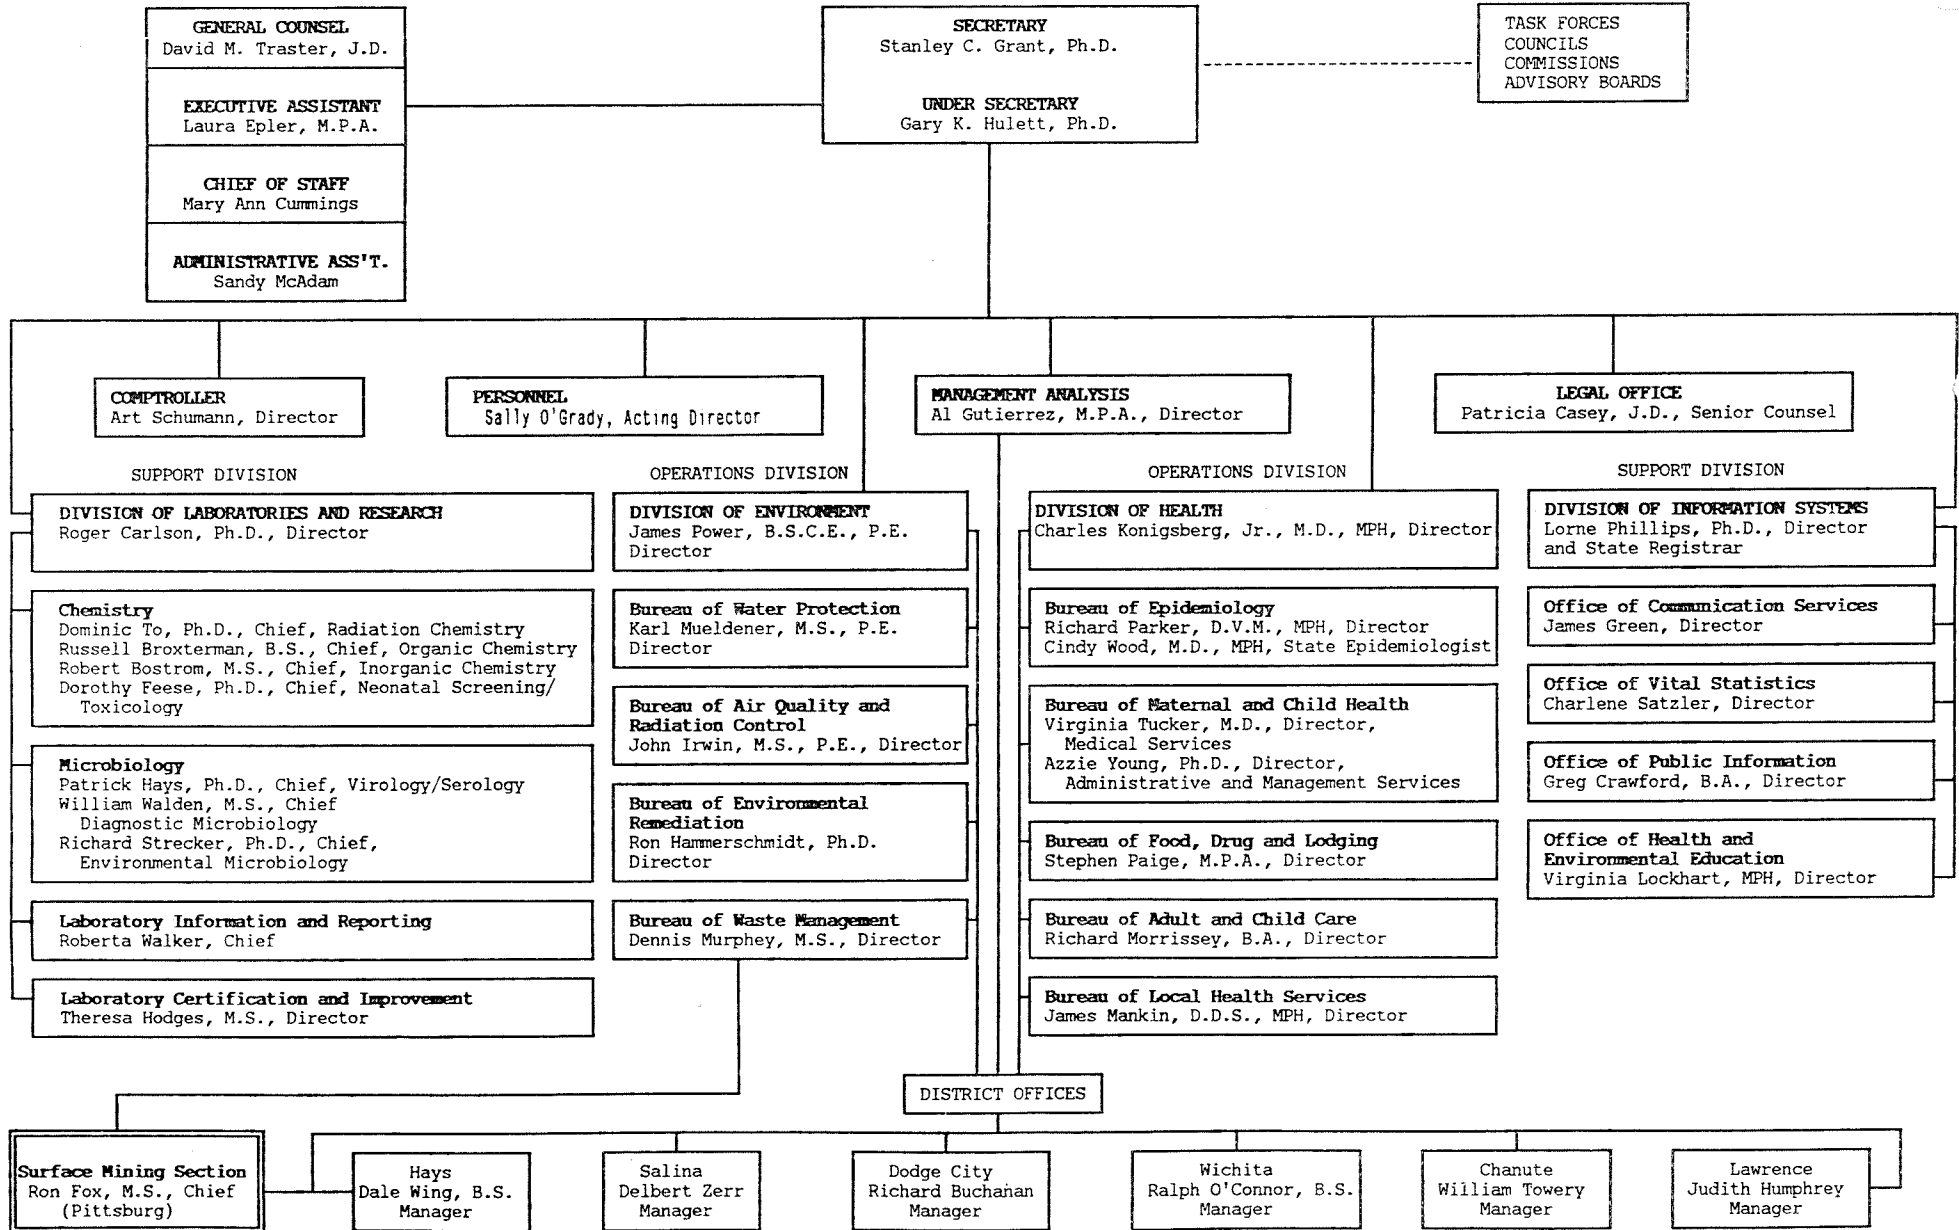 GENERAL COUNSEL
David M. Traster, J.D.
EXECUTIVE ASSISTANT
Laura Epler, M.P.A.
CHIEF OF STAFF
Mary Ann Cummings
ADMINISTRATIVE ASS'T.
Sandy McAdam
SECRETARY
Stanley C. Grant, Ph.D.
UNDER SECRETARY
Gary K. Hulett, Ph.D.
TASK FORCES
COUNCILS
COMMISSIONS
ADVISORY BOARDS
COMPTROLLER
Art Schumann, Director
PERSONNEL
Sally O'Grady, Acting Director
MANAGEMENT ANALYSIS
Al Gutierrez, M.P.A., Director
LEGAL OFFICE
Patricia Casey, J.D., Senior Counsel
SUPPORT DIVISION
DIVISION OF LABORATORIES AND RESEARCH
Roger Carlson, Ph.D., Director
Chemistry
Dominic To, Ph.D., Chief, Radiation Chemistry
Russell Broxterman, B.S., Chief, Organic Chemistry
Robert Bostrom, M.S., Chief, Inorganic Chemistry
Dorothy Feese, Ph.D., Chief, Neonatal Screening/
Toxicology
Microbiology
Patrick Hays, Ph.D., Chief, Virology/Serology
William Walden, M.S., Chief
Diagnostic Microbiology
Richard Strecker, Ph.D., Chief,
Environmental Microbiology
Laboratory Information and Reporting
Roberta Walker, Chief
Laboratory Certification and Improvement
Theresa Hodges, M.S., Director
OPERATIONS DIVISION
DIVISION OF ENVIRONMENT
James Power, B.S.C.E., P.E.
Director
Bureau of Water Protection
Karl Mueldener, M.S., P.E.
Director
Bureau of Air Quality and
Radiation Control
John Irwin, M.S., P.E., Director
Bureau of Environmental
Remediation
Ron Hammerschmidt, Ph.D.
Director
Bureau of Waste Management
Dennis Murphey, M.S., Director
OPERATIONS DIVISION
DIVISION OF HEALTH
Charles Konigsberg, Jr., M.D., MPH, Director
Bureau of Epidemiology
Richard Parker, D.V.M., MPH, Director
Cindy Wood, M.D., MPH, State Epidemiologist
Bureau of Maternal and Child Health
Virginia Tucker, M.D., Director,
Medical Services
Azzie Young, Ph.D., Director,
Administrative and Management Services
Bureau of Food, Drug and Lodging
Stephen Paige, M.P.A., Director
Bureau of Adult and Child Care
Richard Morrissey, B.A., Director
Bureau of Local Health Services
James Mankin, D.D.S., MPH, Director
SUPPORT DIVISION
DIVISION OF INFORMATION SYSTEMS
Lorne Phillips, Ph.D., Director
and State Registrar
Office of Communication Services
James Green, Director
Office of Vital Statistics
Charlene Satzler, Director
Office of Public Information
Greg Crawford, B.A., Director
Office of Health and
Environmental Education
Virginia Lockhart, MPH, Director
DISTRICT OFFICES
Surface Mining Section
Ron Fox, M.S., Chief
(Pittsburg)
Hays
Dale Wing, B.S.
Manager
Salina
Delbert Zerr
Manager
Dodge City
Richard Buchanan
Manager
Wichita
Ralph O'Connor, B.S.
Manager
Chanute
William Towery
Manager
Lawrence
Judith Humphrey
Manager